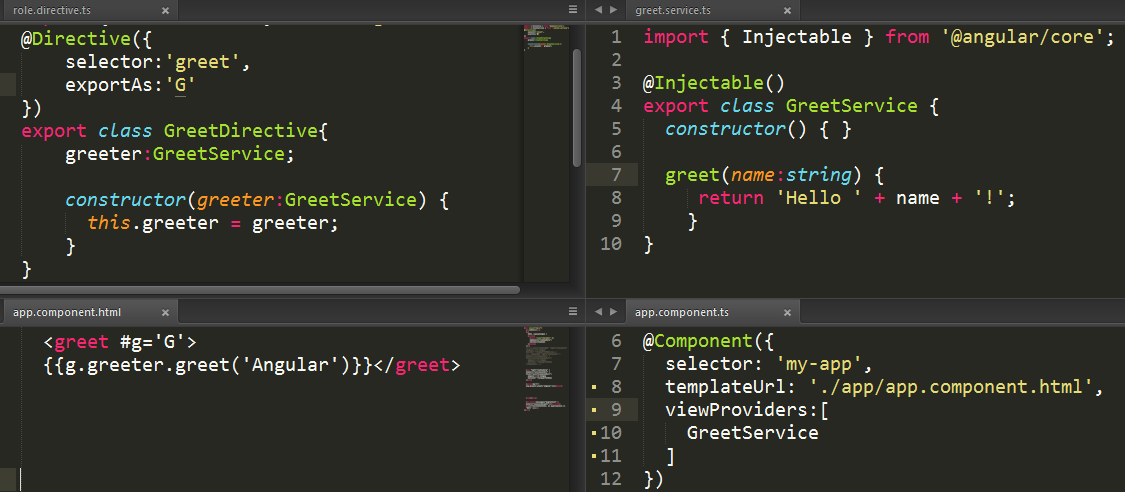 role.directive.ts ×
@Directive({
    selector:'greet',
    exportAs:'G'
})
export class GreetDirective{
    greeter:GreetService;
    constructor(greeter:GreetService) {
      this.greeter = greeter;
    }
}
greet.service.ts ×
1 import { Injectable } from '@angular/core';
2
3 @Injectable()
4 export class GreetService {
5   constructor() { }
6
7   greet(name:string) {
8     return 'Hello ' + name + '!';
9     }
10 }
app.component.html ×
<greet #g='G'>
{{g.greeter.greet('Angular')}}</greet>
app.component.ts ×
6 @Component({
7   selector: 'my-app',
8   templateUrl: './app/app.component.html',
9   viewProviders:[
10     GreetService
11   ]
12 })